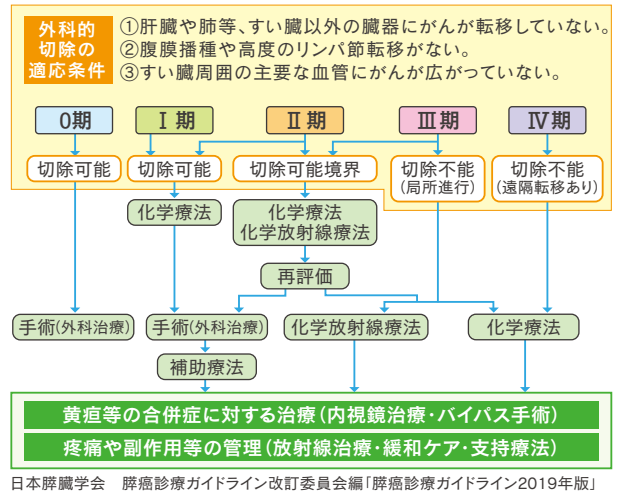 外科的
切除の
適応条件
①肝臓や肺等、すい臓以外の臓器にがんが転移していない。
②腹膜播種や高度のリンパ節転移がない。
③すい臓周囲の主要な血管にがんが広がっていない。
0期
Ⅰ期
Ⅱ期
Ⅲ期
Ⅳ期
切除可能
切除可能
切除可能境界
切除不能
(局所進行)
切除不能
(遠隔転移あり)
化学療法
化学療法
化学放射線療法
再評価
手術(外科治療)
手術(外科治療)
化学放射線療法
化学療法
補助療法
黄疸等の合併症に対する治療(内視鏡治療・バイパス手術)
疼痛や副作用等の管理(放射線治療・緩和ケア・支持療法)
日本膵臓学会　膵癌診療ガイドライン改訂委員会編「膵癌診療ガイドライン2019年版」